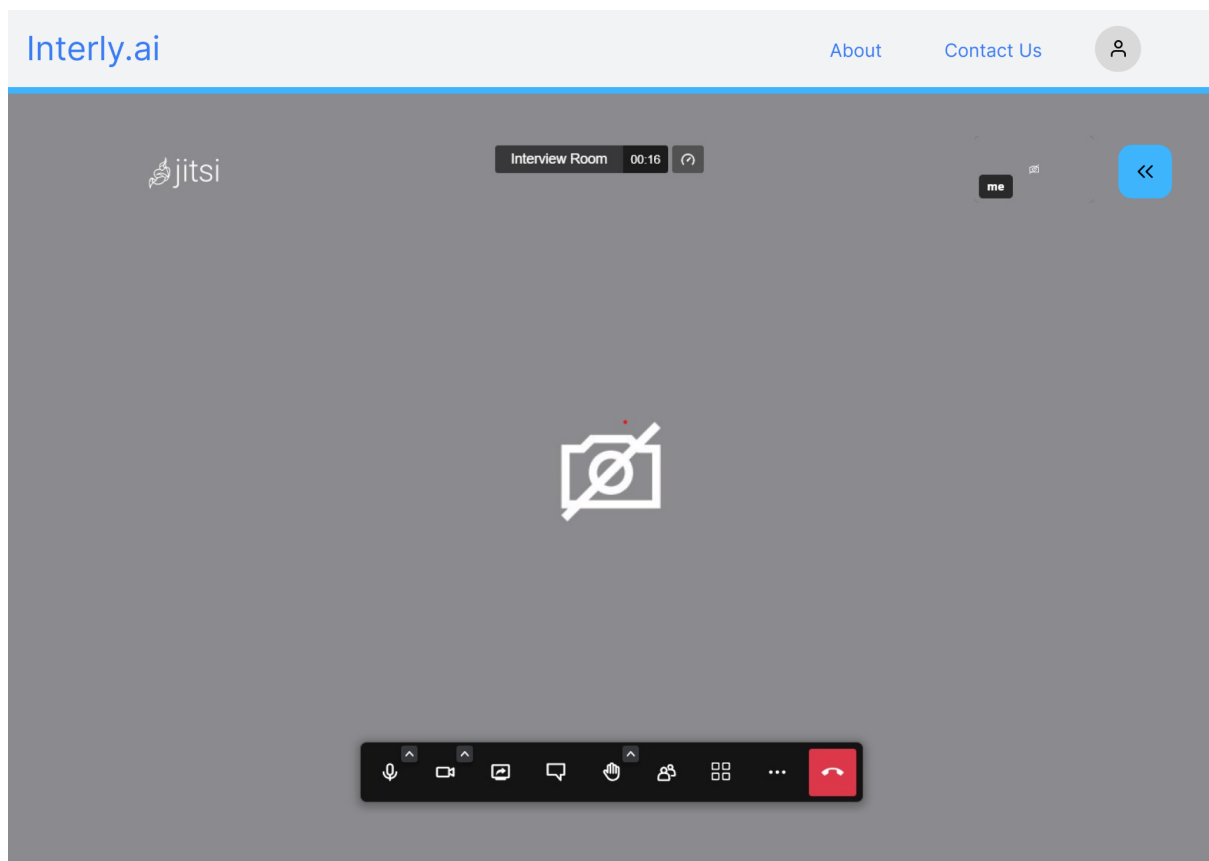 Interly.ai
About
Contact Us
jitsi
Interview Room 00:16
me